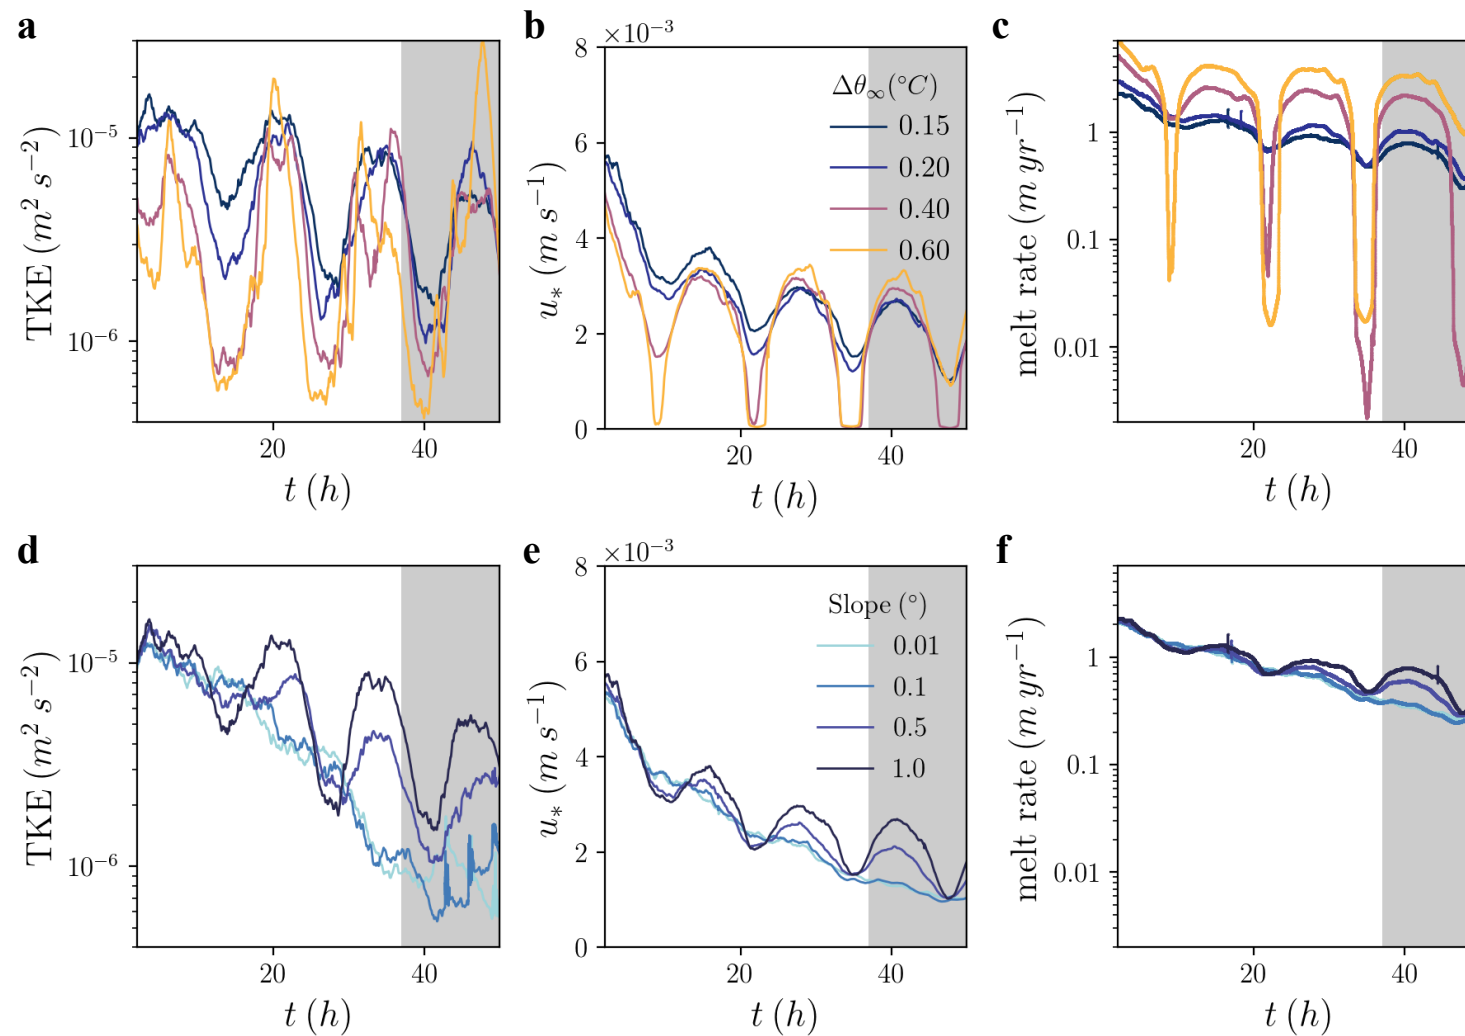 a
TKE (m² s⁻²)
10⁻⁵
10⁻⁶
20 40
t (h)
b
×10⁻³
u* (m s⁻¹)
8
6
4
2
0
Δθ∞(°C)
0.15
0.20
0.40
0.60
20 40
t (h)
c
melt rate (m yr⁻¹)
1
0.1
0.01
20 40
t (h)
d
TKE (m² s⁻²)
10⁻⁵
10⁻⁶
20 40
t (h)
e
×10⁻³
u* (m s⁻¹)
8
6
4
2
0
Slope (°)
0.01
0.1
0.5
1.0
20 40
t (h)
f
melt rate (m yr⁻¹)
1
0.1
0.01
20 40
t (h)